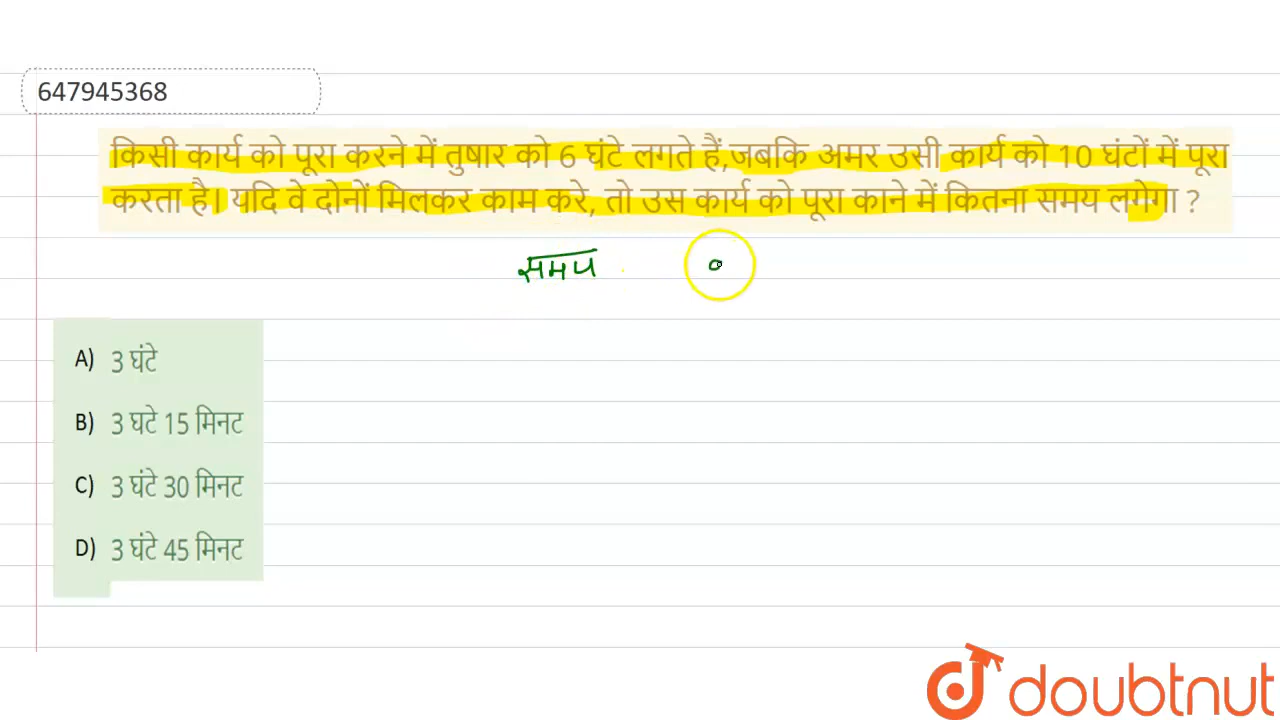 647945368
किसी कार्य को पूरा करने में तुषार को 6 घंटे लगते हैं,जबकि अमर उसी कार्य को 10 घंटों में पूरा
करता है। यदि वे दोनों मिलकर काम करे, तो उस कार्य को पूरा काने में कितना समय लगेगा ?
समय
A) 3 घंटे
B) 3 घटे 15 मिनट
C) 3 घंटे 30 मिनट
D) 3 घंटे 45 मिनट
doubtnut